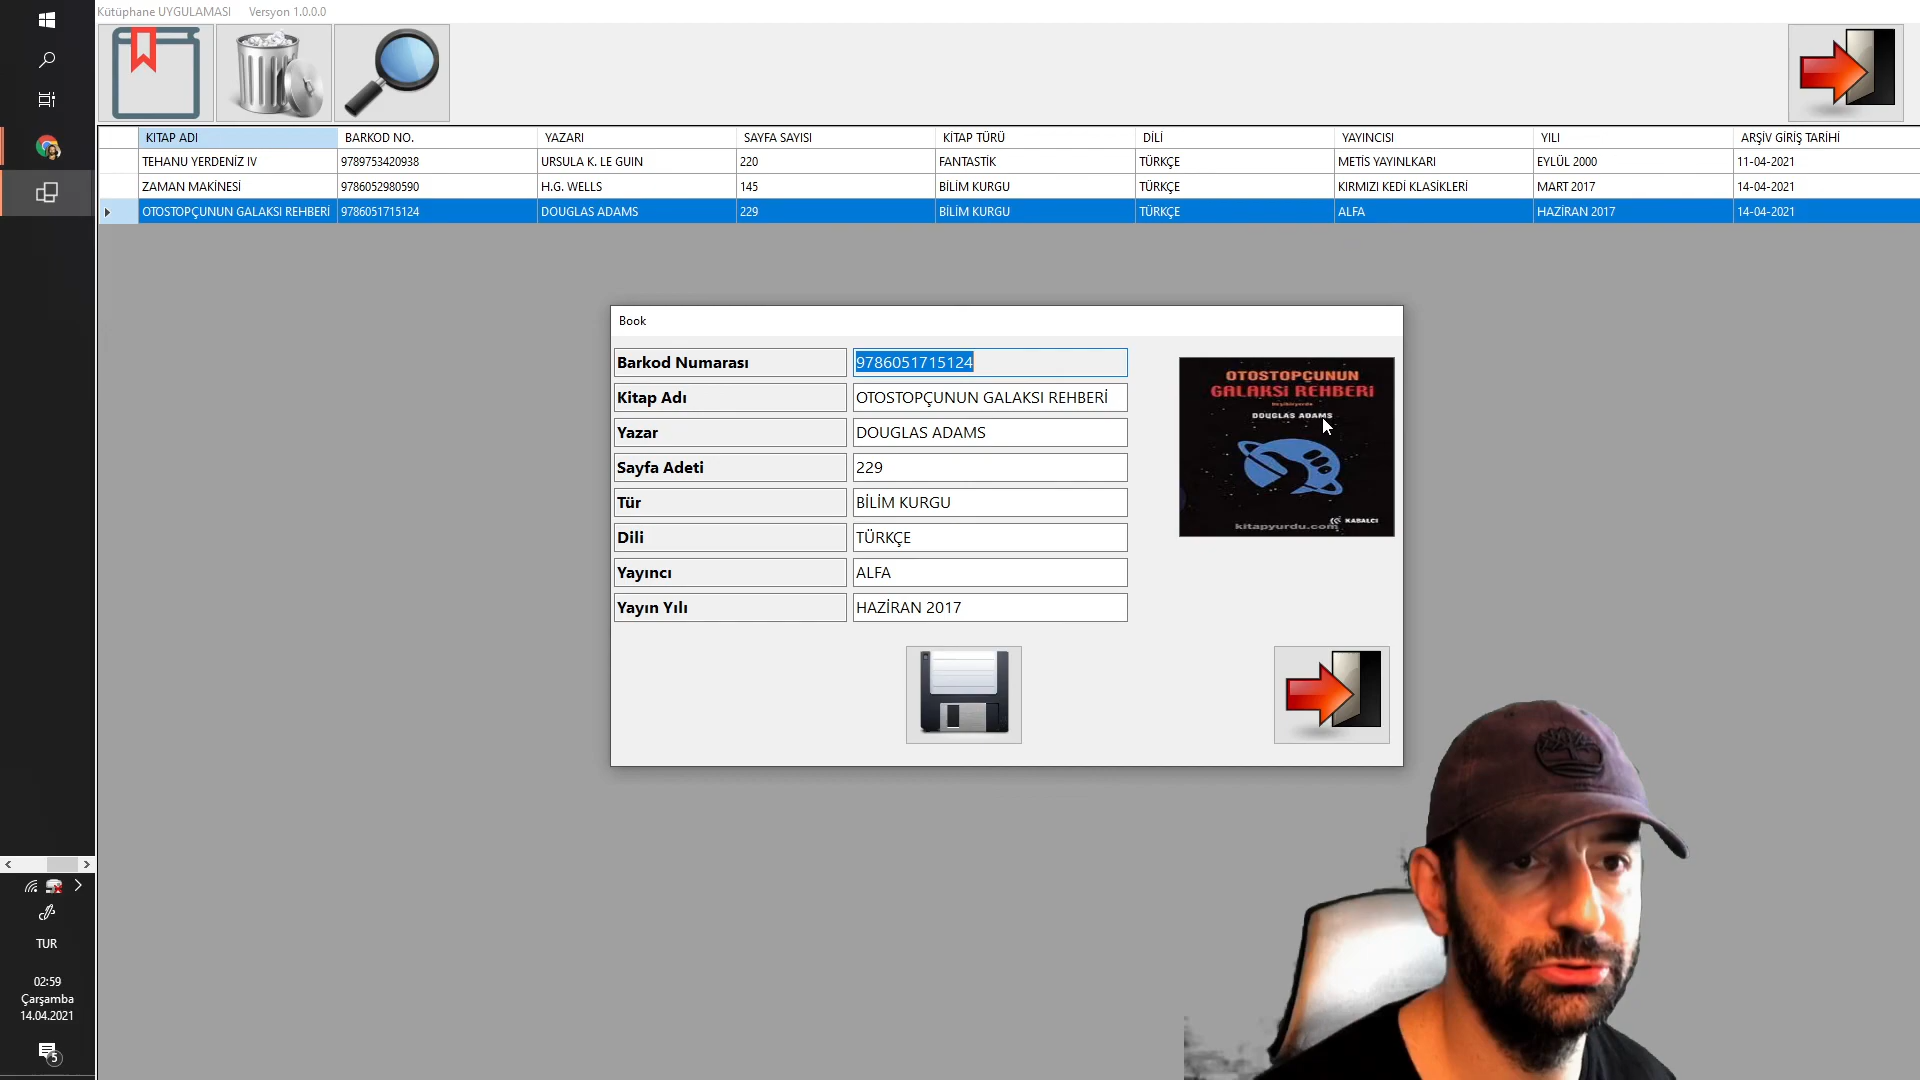 Kütüphane UYGULAMASI Versyon 1.0.0.0
KITAP ADI BARKOD NO. YAZARI SAYFA SAYISI KİTAP TÜRÜ DİLİ YAYINCISI YILI ARŞİV GİRİŞ TARİHİ
TEHANU YERDENİZ IV 9789753420938 URSULA K. LE GUIN 220 FANTASTİK TÜRKÇE METİS YAYINLKARI EYLÜL 2000 11-04-2021
ZAMAN MAKİNESİ 9786052980590 H.G. WELLS 145 BİLİM KURGU TÜRKÇE KIRMIZI KEDİ KLASİKLERİ MART 2017 14-04-2021
OTOSTOPÇUNUN GALAKSI REHBERİ 9786051715124 DOUGLAS ADAMS 229 BİLİM KURGU TÜRKÇE ALFA HAZİRAN 2017 14-04-2021
Book
Barkod Numarası 9786051715124
Kitap Adı OTOSTOPÇUNUN GALAKSI REHBERİ
Yazar DOUGLAS ADAMS
Sayfa Adeti 229
Tür BİLİM KURGU
Dili TÜRKÇE
Yayıncı ALFA
Yayın Yılı HAZİRAN 2017
OTOSTOPÇUNUN
GALAKSI REHBERI
DOUGLAS ADAMS
KABALCI
kitapyurdu.com
TUR
02:59
Çarşamba
14.04.2021
5